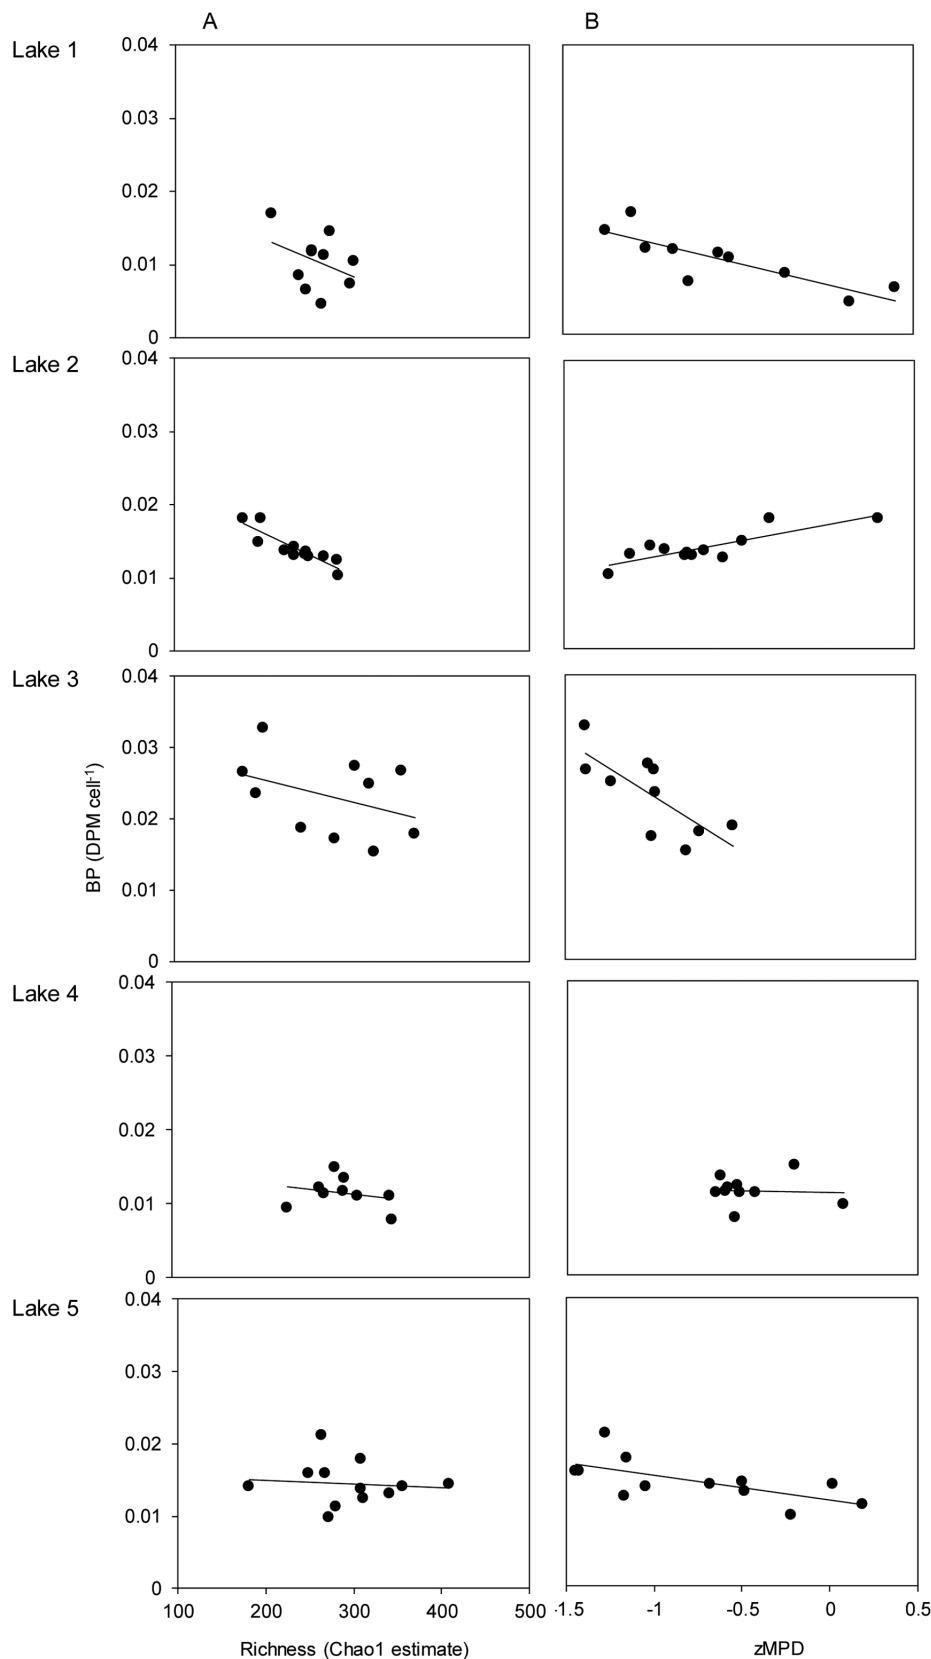 A B
Lake 1
0.04
0.03
0.02
0.01
0
Lake 2
0.04
0.03
0.02
0.01
0
Lake 3
0.04
0.03
0.02
0.01
0
BP (DPM cell-1)
Lake 4
0.04
0.03
0.02
0.01
0
Lake 5
0.04
0.03
0.02
0.01
0
100 200 300 400 500 -1.5 -1 -0.5 0 0.5
Richness (Chao1 estimate) zMPD